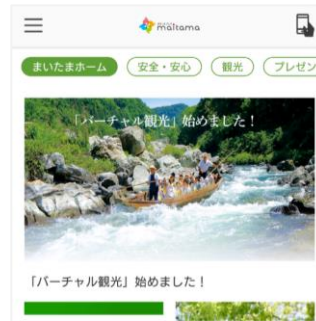 maitama
まいたまホーム
安全・安心
観光
プレゼン
「バーチャル観光」始めました！
「バーチャル観光」始めました！